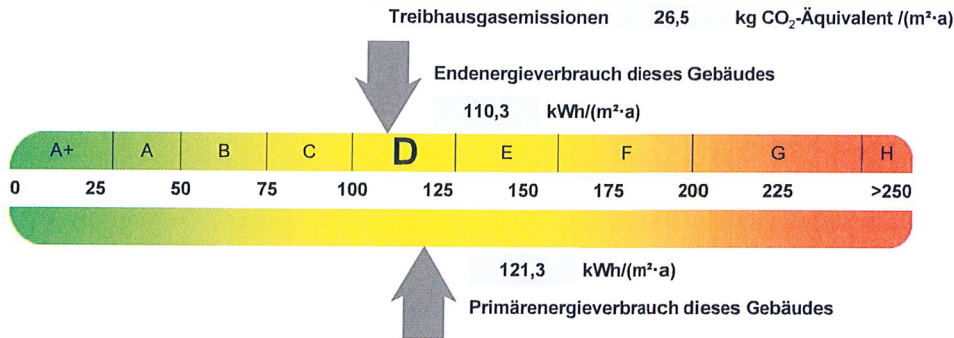 Treibhausgasemissionen 26,5 kg CO₂-Äquivalent /(m²·a)
Endenergieverbrauch dieses Gebäudes
110,3 kWh/(m²·a)
A+ A B C D E F G H
0 25 50 75 100 125 150 175 200 225 >250
121,3 kWh/(m²·a)
Primärenergieverbrauch dieses Gebäudes